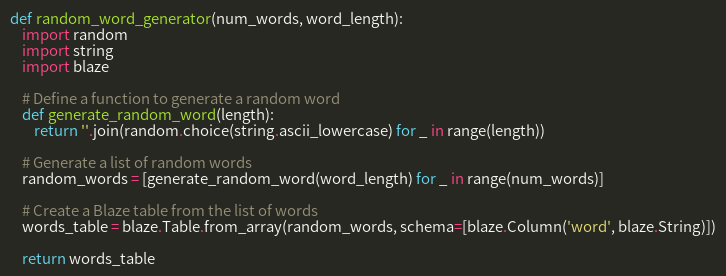 def random_word_generator(num_words, word_length):
    import random
    import string
    import blaze

    # Define a function to generate a random word
    def generate_random_word(length):
        return ''.join(random.choice(string.ascii_lowercase) for _ in range(length))

    # Generate a list of random words
    random_words = [generate_random_word(word_length) for _ in range(num_words)]

    # Create a Blaze table from the list of words
    words_table = blaze.Table.from_array(random_words, schema=[blaze.Column('word', blaze.String)])

    return words_table